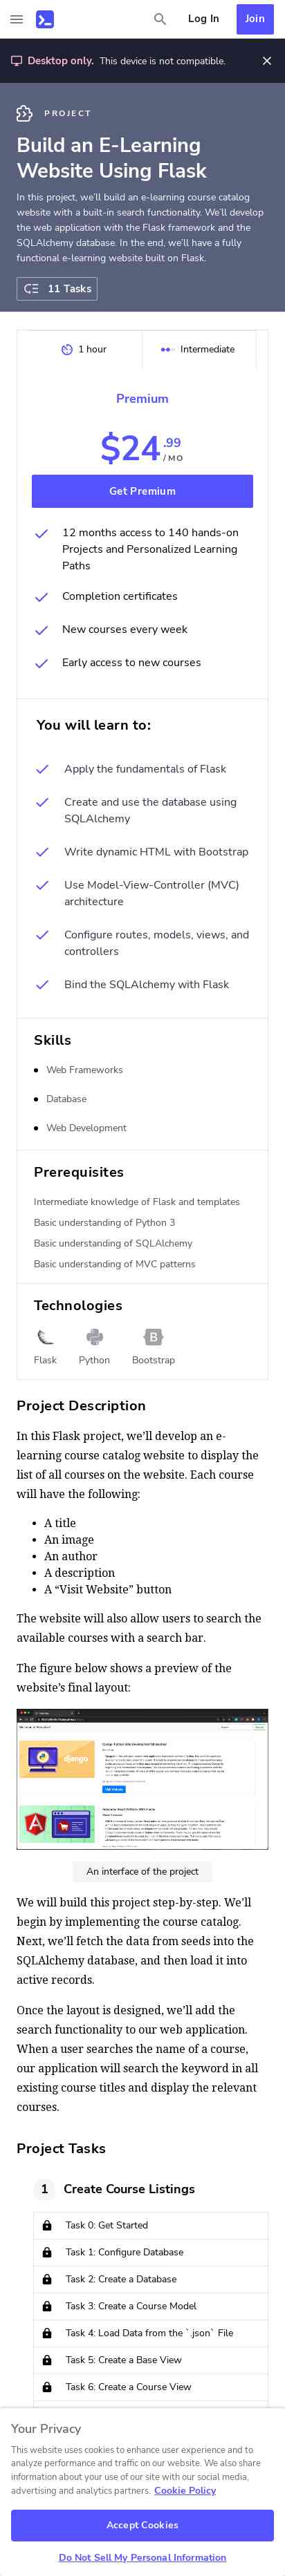 Log In
Join
Desktop only. This device is not compatible.
PROJECT
Build an E-Learning
Website Using Flask
In this project, we’ll build an e-learning course catalog
website with a built-in search functionality. We’ll develop
the web application with the Flask framework and the
SQLAlchemy database. In the end, we’ll have a fully
functional e-learning website built on Flask.
11 Tasks
1 hour
Intermediate
Premium
$24.99
/MO
Get Premium
12 months access to 140 hands-on
Projects and Personalized Learning
Paths
Completion certificates
New courses every week
Early access to new courses
You will learn to:
Apply the fundamentals of Flask
Create and use the database using
SQLAlchemy
Write dynamic HTML with Bootstrap
Use Model-View-Controller (MVC)
architecture
Configure routes, models, views, and
controllers
Bind the SQLAlchemy with Flask
Skills
Web Frameworks
Database
Web Development
Prerequisites
Intermediate knowledge of Flask and templates
Basic understanding of Python 3
Basic understanding of SQLAlchemy
Basic understanding of MVC patterns
Technologies
Flask
Python
Bootstrap
Project Description
In this Flask project, we’ll develop an e-
learning course catalog website to display the
list of all courses on the website. Each course
will have the following:
• A title
• An image
• An author
• A description
• A “Visit Website” button
The website will also allow users to search the
available courses with a search bar.
The figure below shows a preview of the
website’s final layout:
django
An interface of the project
We will build this project step-by-step. We’ll
begin by implementing the course catalog.
Next, we’ll fetch the data from seeds into the
SQLAlchemy database, and then load it into
active records.
Once the layout is designed, we’ll add the
search functionality to our web application.
When a user searches the name of a course,
our application will search the keyword in all
existing course titles and display the relevant
courses.
Project Tasks
1 Create Course Listings
Task 0: Get Started
Task 1: Configure Database
Task 2: Create a Database
Task 3: Create a Course Model
Task 4: Load Data from the `.json` File
Task 5: Create a Base View
Task 6: Create a Course View
Your Privacy
This website uses cookies to enhance user experience and to
analyze performance and traffic on our website. We also share
information about your use of our site with our social media,
advertising and analytics partners. Cookie Policy
Accept Cookies
Do Not Sell My Personal Information